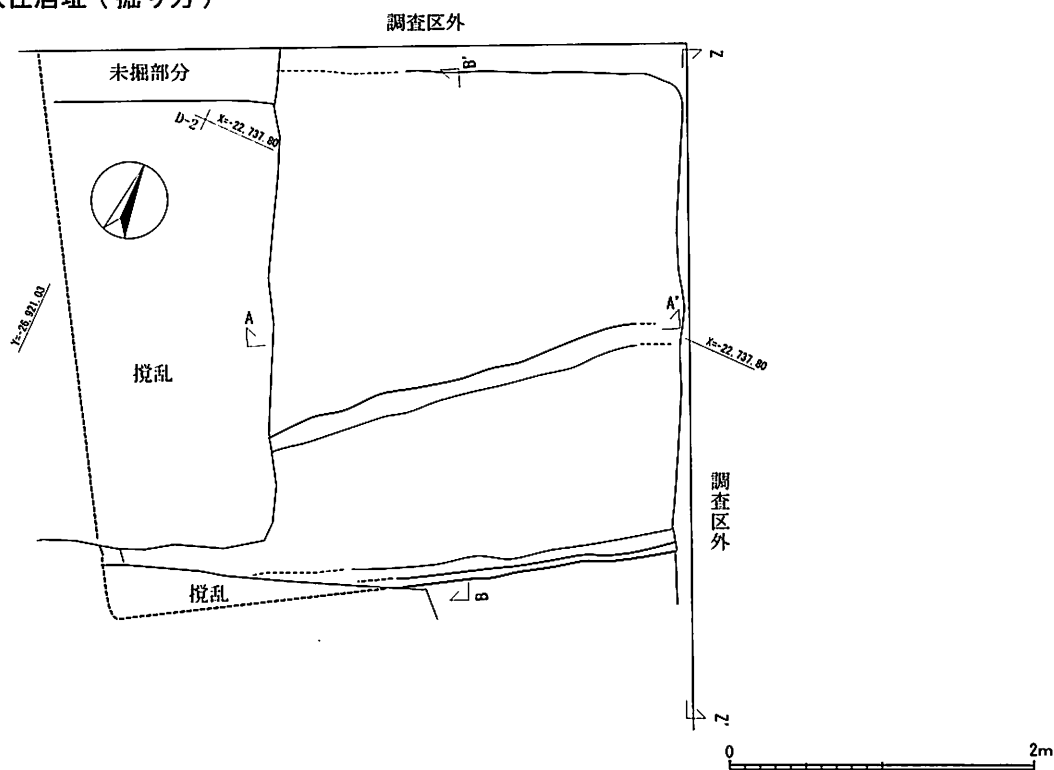 住居址（掘り方）
調査区外
未掘部分
B'
Z
D-2
X=-22,737.80
Y=-26,921.03
A
A'
X=-22,737.80
攪乱
調査区外
攪乱
B
Z'
0
2m